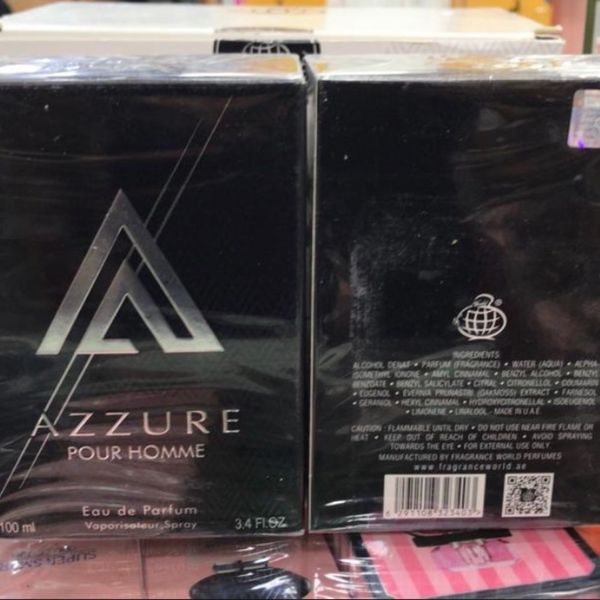 AZZURE
POUR HOMME
Eau de Parfum
100 ml
Vaporisateur Spray
3.4 Fl.OZ
INGREDIENTS
ALCOHOL DENAT • PARFUM (FRAGRANCE) • WATER (AQUA) • ALPHA-
ISOMETHYL IONONE • AMYL CINNAMAL • BENZYL ALCOHOL • BENZYL
BENZOATE • BENZYL SALICYLATE • CITRAL • CITRONELLOL • COUMARIN
• EUGENOL • EVERNIA PRUNASTRI (OAKMOSS) EXTRACT • FARNESOL
• GERANIOL • HEXYL CINNAMAL • HYDROXYCITRONELLAL • ISOEUGENOL
• LIMONENE • LINALOOL - MADE IN U.A.E
CAUTION : FLAMMABLE UNTIL DRY • DO NOT USE NEAR FIRE FLAME OR
HEAT • KEEP OUT OF REACH OF CHILDREN • AVOID SPRAYING
TOWARDS THE EYE • FOR EXTERNAL USE ONLY.
MANUFACTURED BY FRAGRANCE WORLD PERFUMES
www.fragranceworld.ae
6 291108 323403